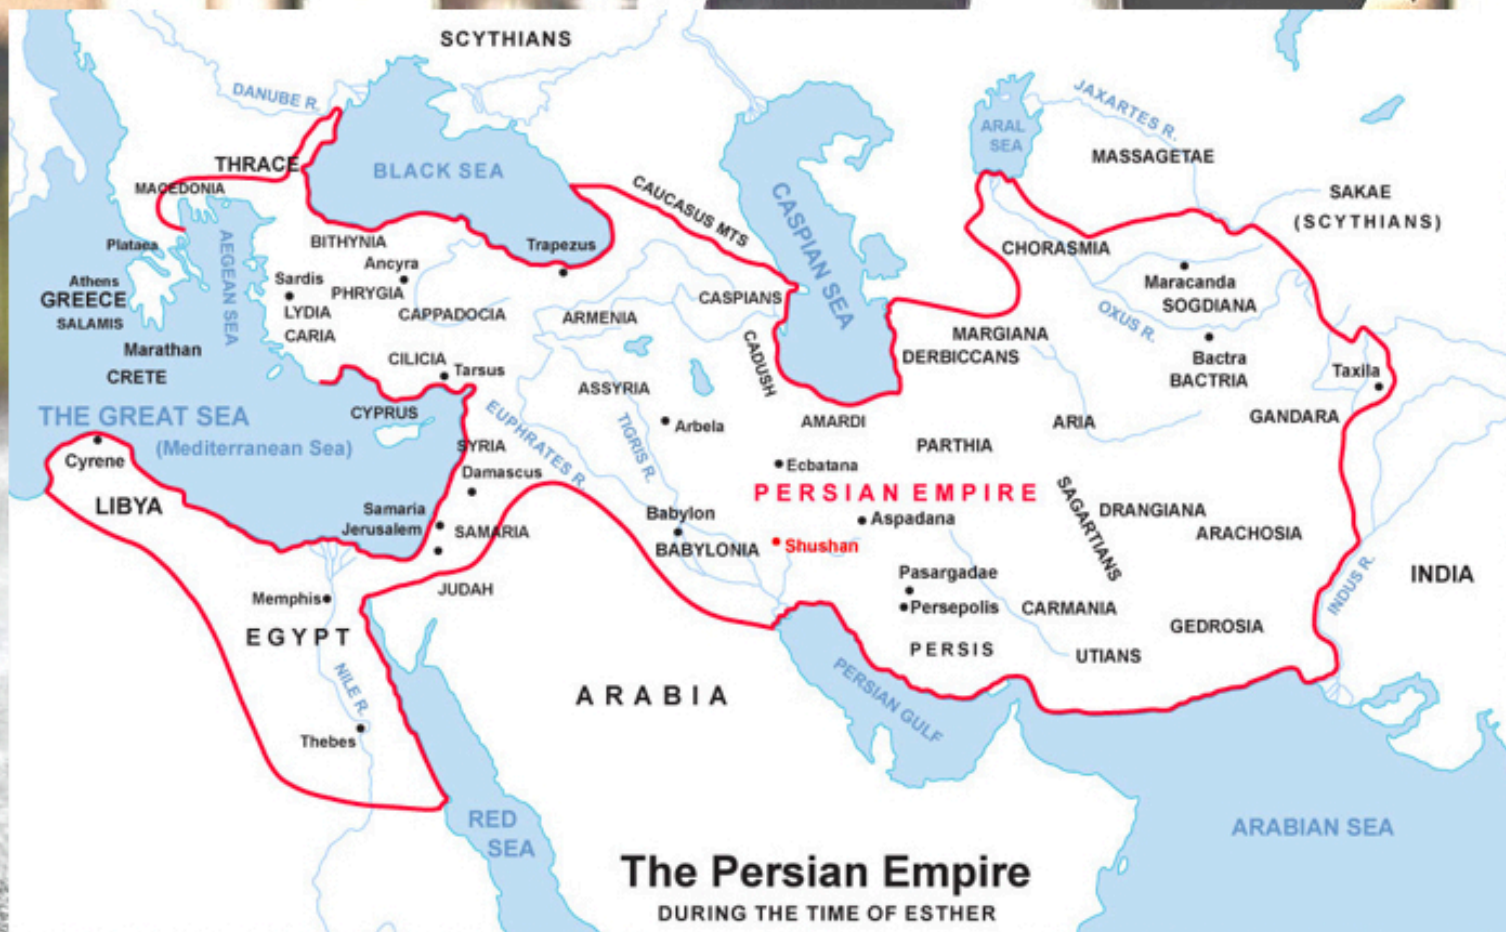 SCYTHIANS
DANUBE R.
JAXARTES R.
ARAL
SEA
THRACE
BLACK SEA
MASSAGETAE
MACEDONIA
CAUCASUS MTS
CASPIAN SEA
SAKAE
(SCYTHIANS)
AEGEAN SEA
BITHYNIA
Plataea
Trapezus
CHORASMIA
Ancyra
Athens
Sardis
PHRYGIA
CASPIANS
Maracanda
GREECE
LYDIA
CAPPADOCIA
ARMENIA
SOGDIANA
SALAMIS
CARIA
OXUS R.
MARGIANA
Marathan
CADUSH
DERBICCANS
Bactra
CRETE
CILICIA
Tarsus
BACTRIA
Taxila
ASSYRIA
THE GREAT SEA
CYPRUS
EUPHRATES R.
TIGRIS R.
Arbela
AMARDI
ARIA
GANDARA
(Mediterranean Sea)
SYRIA
PARTHIA
Cyrene
Damascus
Ecbatana
PERSIAN EMPIRE
LIBYA
Samaria
Babylon
Aspadana
SAGARTIANS
DRANGIANA
Jerusalem
SAMARIA
ARACHOSIA
BABYLONIA
Shushan
JUDAH
Pasargadae
INDUS R.
INDIA
Memphis
Persepolis
CARMANIA
EGYPT
GEDROSIA
PERSIS
UTIANS
NILE R.
ARABIA
PERSIAN GULF
Thebes
RED
SEA
ARABIAN SEA
The Persian Empire
DURING THE TIME OF ESTHER